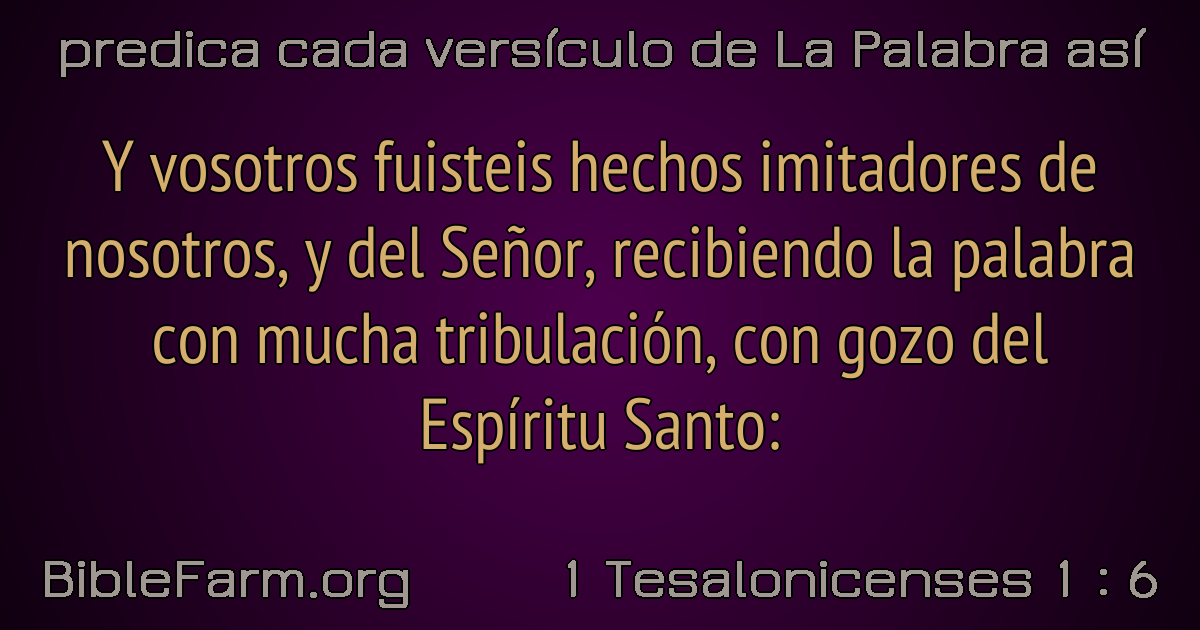 predica cada versículo de La Palabra así
Y vosotros fuisteis hechos imitadores de
nosotros, y del Señor, recibiendo la palabra
con mucha tribulación, con gozo del
Espíritu Santo:
BibleFarm.org 1 Tesalonicenses 1 : 6